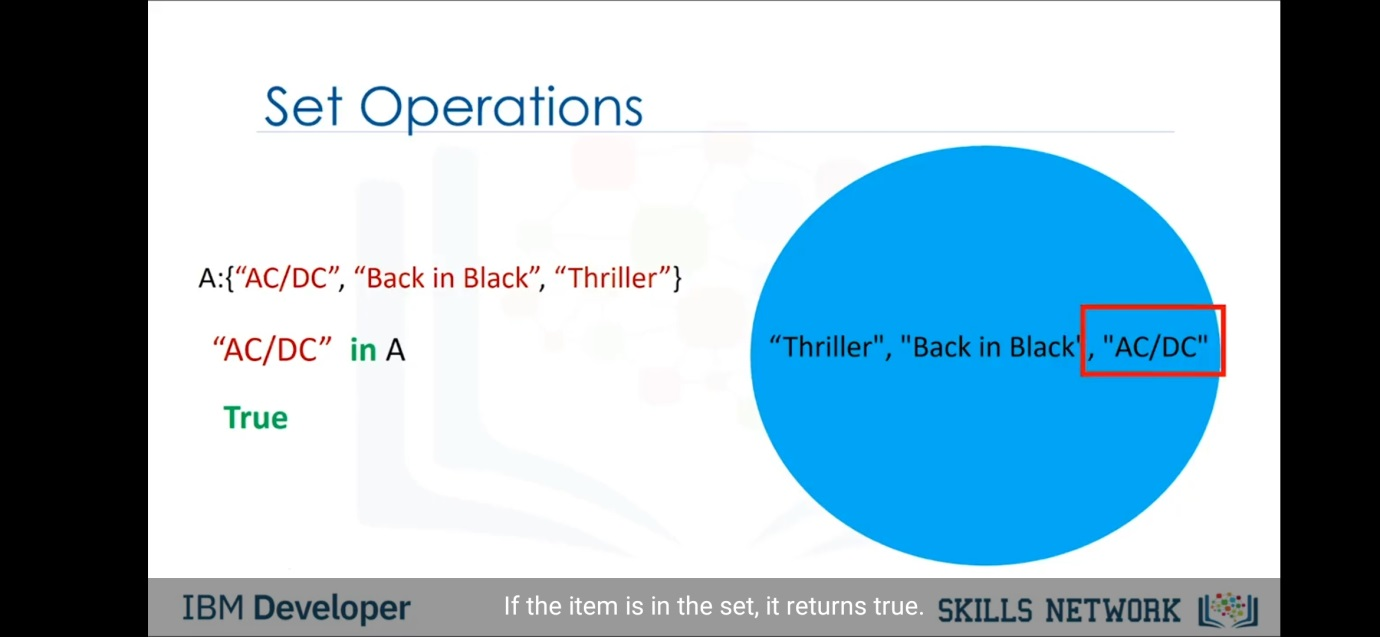 Set Operations
A:{“AC/DC”, “Back in Black”, “Thriller”}
“AC/DC” in A
True
“Thriller", "Back in Black", "AC/DC"
IBM Developer
If the item is in the set, it returns true.
SKILLS NETWORK